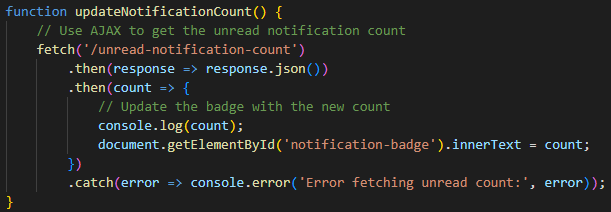 function updateNotificationCount() {
    // Use AJAX to get the unread notification count
    fetch('/unread-notification-count')
        .then(response => response.json())
        .then(count => {
            // Update the badge with the new count
            console.log(count);
            document.getElementById('notification-badge').innerText = count;
        })
        .catch(error => console.error('Error fetching unread count:', error));
}